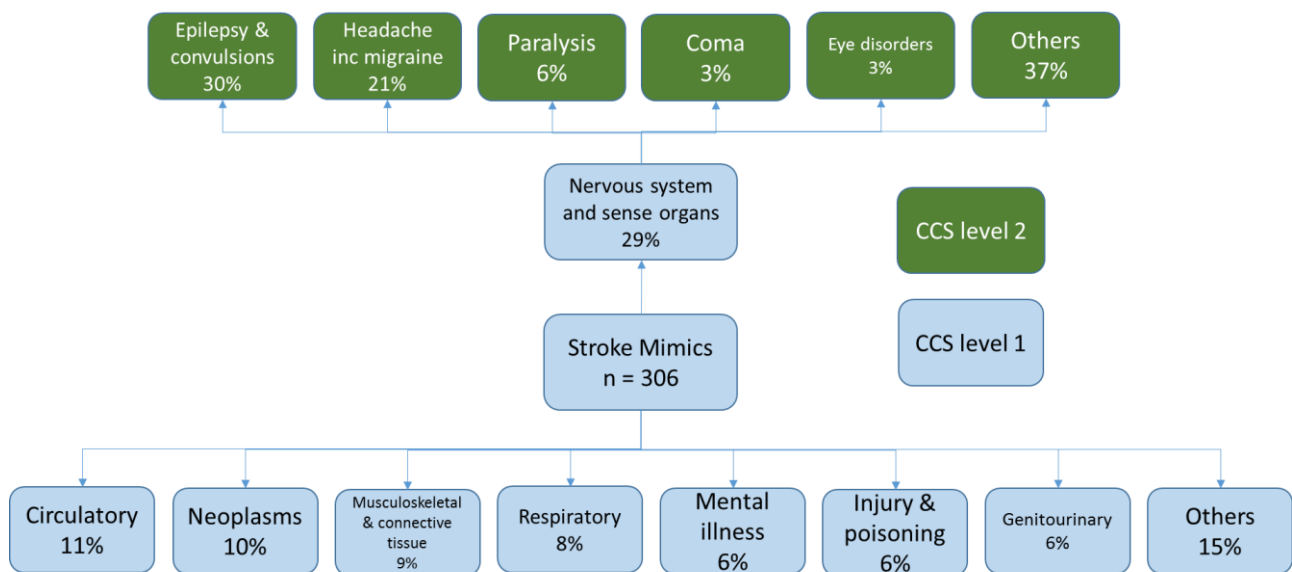 Epilepsy &
convulsions
30%
Headache
inc migraine
21%
Paralysis
6%
Coma
3%
Eye disorders
3%
Others
37%
Nervous system
and sense organs
29%
CCS level 2
Stroke Mimics
n = 306
CCS level 1
Circulatory
11%
Neoplasms
10%
Musculoskeletal
& connective
tissue
9%
Respiratory
8%
Mental
illness
6%
Injury &
poisoning
6%
Genitourinary
6%
Others
15%